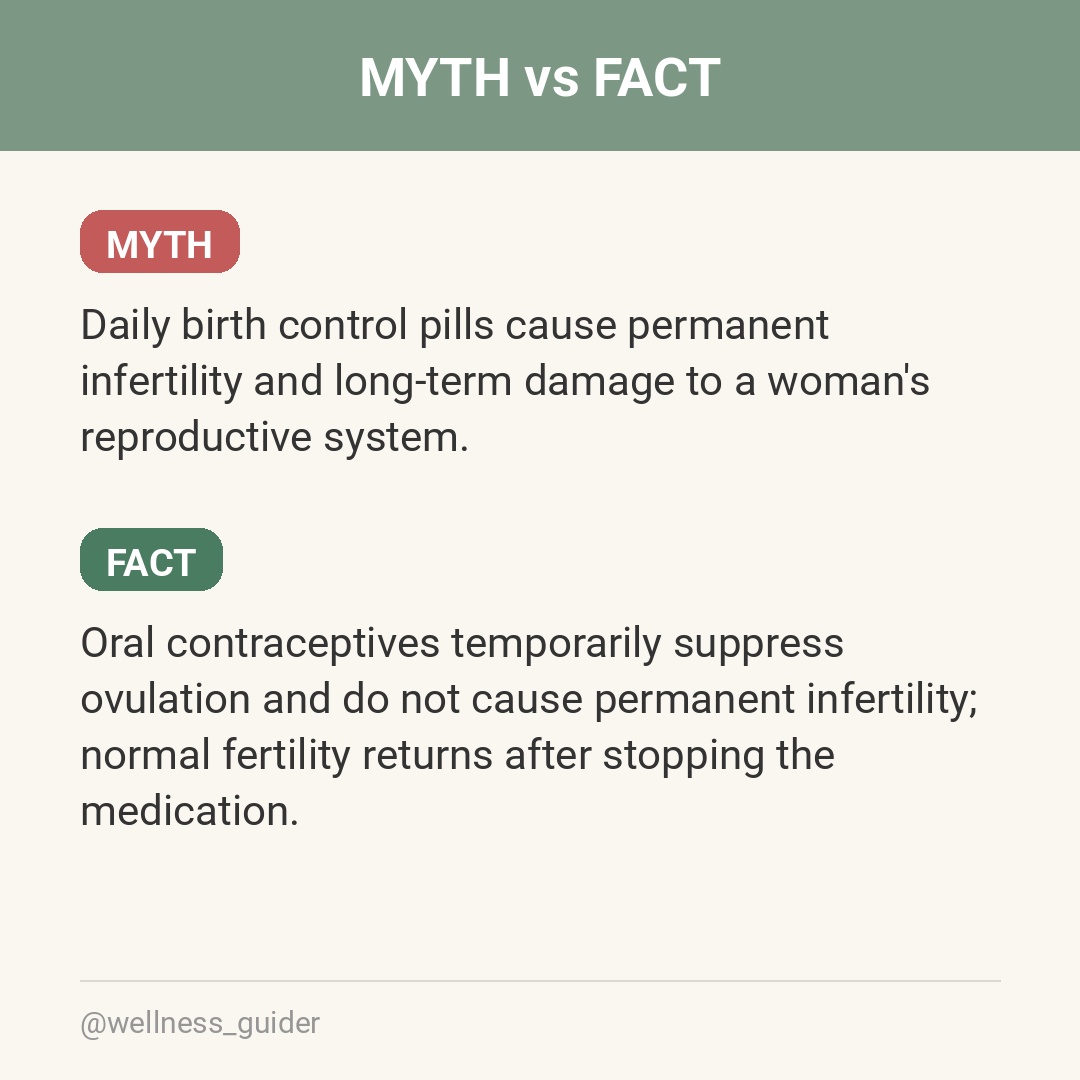 MYTH vs FACT
MYTH
Daily birth control pills cause permanent
infertility and long-term damage to a woman's
reproductive system.
FACT
Oral contraceptives temporarily suppress
ovulation and do not cause permanent infertility;
normal fertility returns after stopping the
medication.
@wellness_guider